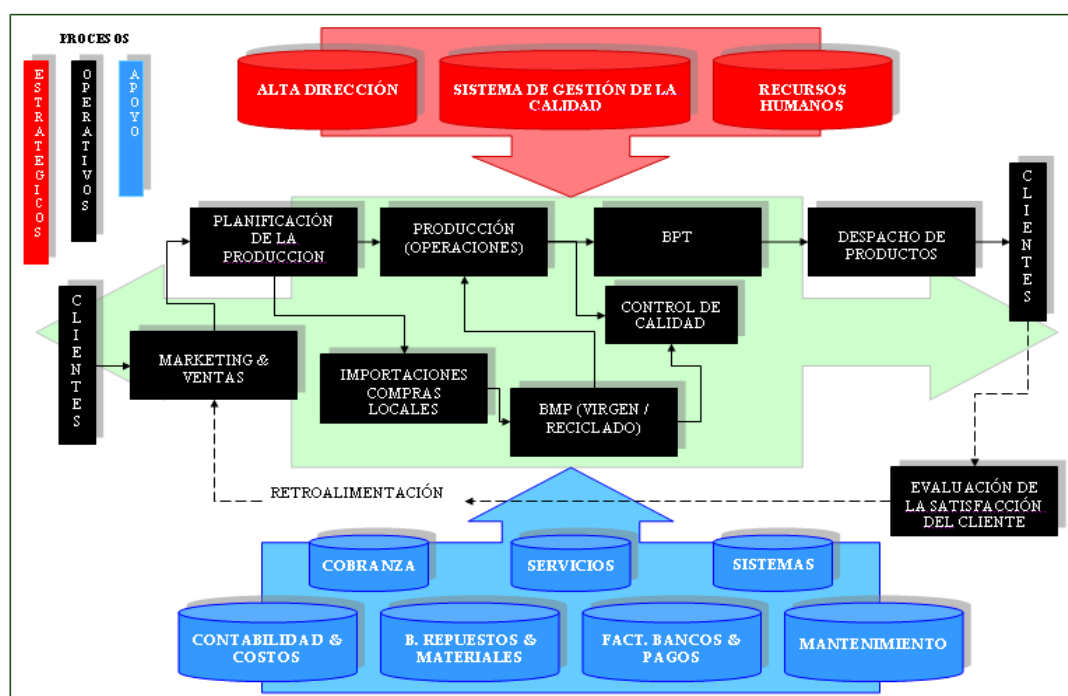 PROCESOS
ESTRATEGICOS
OPERATIVOS
APOYO
ALTA DIRECCIÓN
SISTEMA DE GESTIÓN DE LA
CALIDAD
RECURSOS
HUMANOS
CLIENTES
PLANIFICACIÓN
DE LA
PRODUCCION
PRODUCCIÓN
(OPERACIONES)
BPT
DESPACHO DE
PRODUCTOS
CLIENTES
CONTROL DE
CALIDAD
MARKETING &
VENTAS
IMPORTACIONES
COMPRAS
LOCALES
BMP (VIRGEN /
RECICLADO)
RETROALIMENTACIÓN
EVALUACIÓN DE
LA SATISFACCIÓN
DEL CLIENTE
COBRANZA
SERVICIOS
SISTEMAS
CONTABILIDAD &
COSTOS
B. REPUESTOS &
MATERIALES
FACT. BANCOS &
PAGOS
MANTENIMIENTO